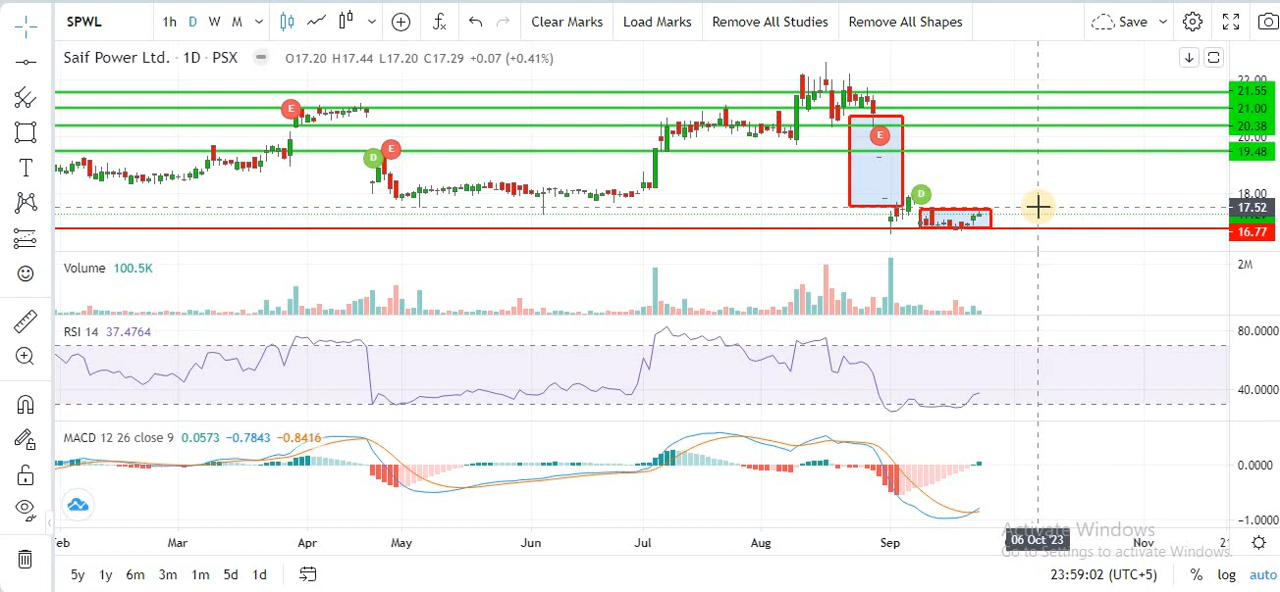 SPWL 1h D W M Clear Marks Load Marks Remove All Studies Remove All Shapes Save
Saif Power Ltd. · 1D · PSX O17.20 H17.44 L17.20 C17.29 +0.07 (+0.41%)
22.00
21.55
21.00
20.38
20.00
19.48
18.00
17.52
16.77
E
D
E
E
D
Volume 100.5K
2M
RSI 14 37.4764
80.0000
40.0000
MACD 12 26 close 9 0.0573 −0.7843 −0.8416
0.0000
−1.0000
Activate Windows
Go to Settings to activate Windows.
eb Mar Apr May Jun Jul Aug Sep 06 Oct '23 Nov 21
5y 1y 6m 3m 1m 5d 1d 23:59:02 (UTC+5) % log auto